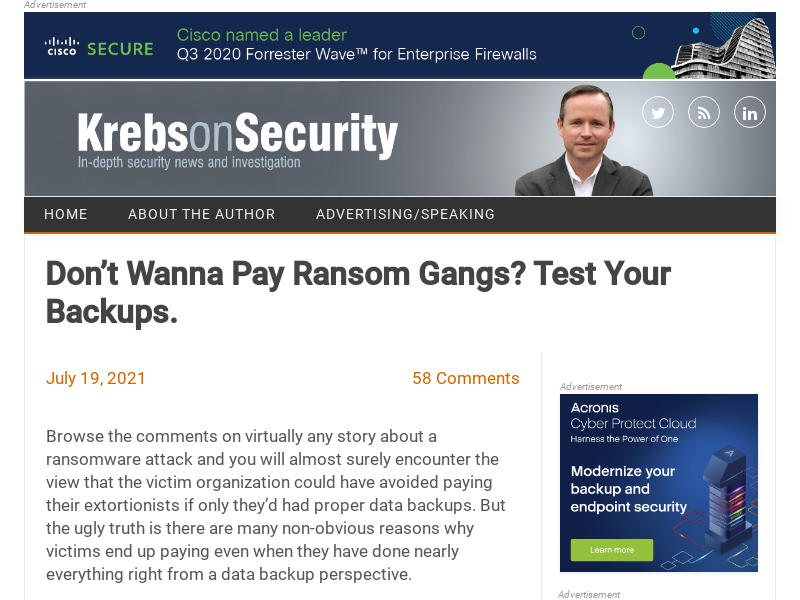 Advertisement
CISCO SECURE
Cisco named a leader
Q3 2020 Forrester Wave™ for Enterprise Firewalls
KrebsonSecurity
In-depth security news and investigation
HOME ABOUT THE AUTHOR ADVERTISING/SPEAKING
Don’t Wanna Pay Ransom Gangs? Test Your
Backups.
July 19, 2021 58 Comments
Browse the comments on virtually any story about a
ransomware attack and you will almost surely encounter the
view that the victim organization could have avoided paying
their extortionists if only they’d had proper data backups. But
the ugly truth is there are many non-obvious reasons why
victims end up paying even when they have done nearly
everything right from a data backup perspective.
Advertisement
Acronis
Cyber Protect Cloud
Harness the Power of One
Modernize your
backup and
endpoint security
Learn more
Advertisement